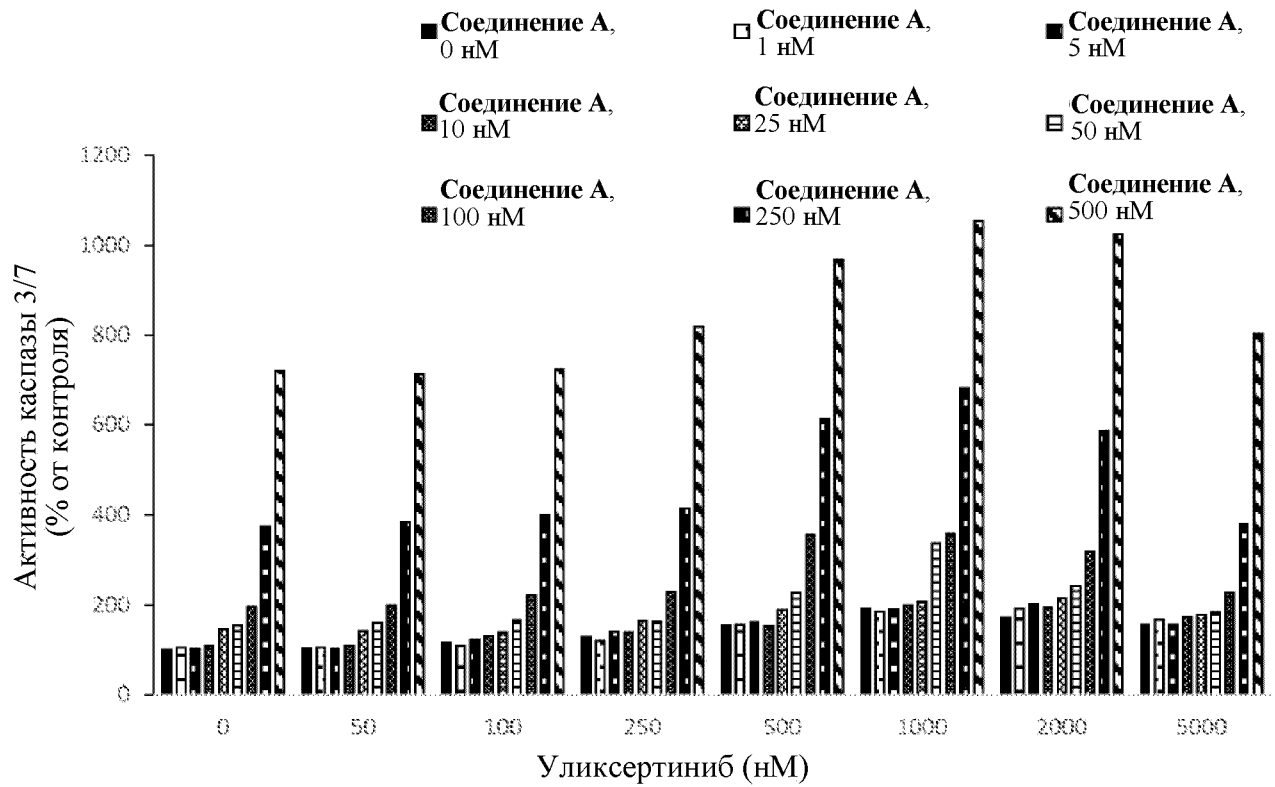 Соединение А,
0 нМ
Соединение А,
1 нМ
Соединение А,
5 нМ
Соединение А,
10 нМ
Соединение А,
25 нМ
Соединение А,
50 нМ
Соединение А,
100 нМ
Соединение А,
250 нМ
Соединение А,
500 нМ
Активность каспазы 3/7
(% от контроля)
1200
1000
800
600
400
200
0
0 50 100 250 500 1000 2000 5000
Уликсертиниб (нМ)